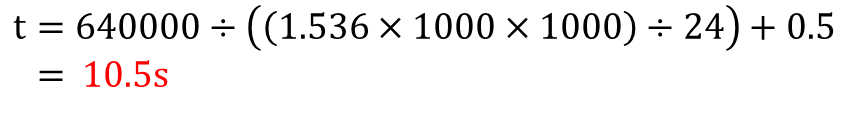 t = 640000 ÷ ((1.536 × 1000 × 1000) ÷ 24) + 0.5
= 10.5s